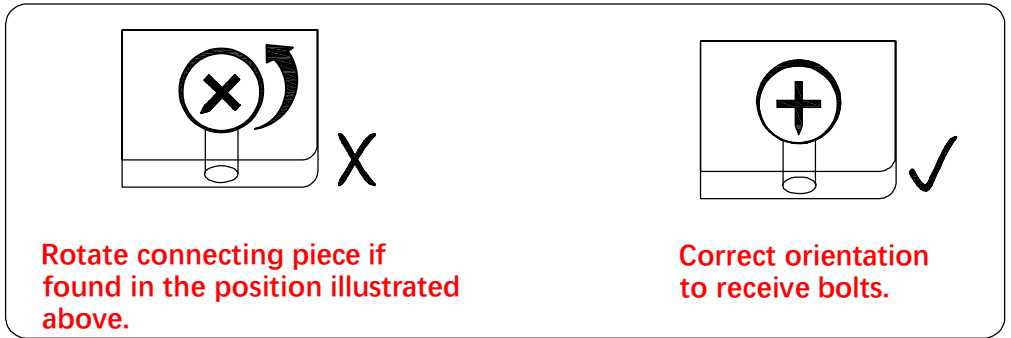 Rotate connecting piece if
found in the position illustrated
above.
Correct orientation
to receive bolts.